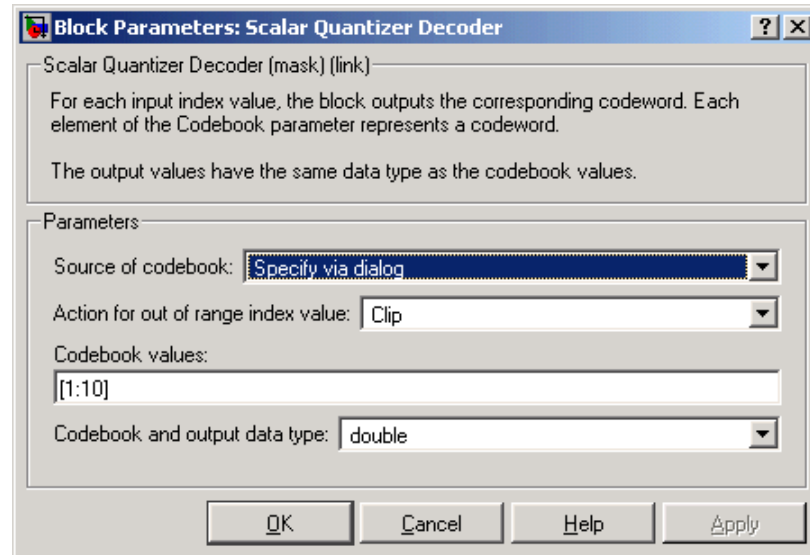 Block Parameters: Scalar Quantizer Decoder
Scalar Quantizer Decoder (mask) (link)
For each input index value, the block outputs the corresponding codeword. Each
element of the Codebook parameter represents a codeword.
The output values have the same data type as the codebook values.
Parameters
Source of codebook: Specify via dialog
Action for out of range index value: Clip
Codebook values:
[1:10]
Codebook and output data type: double
OK Cancel Help Apply